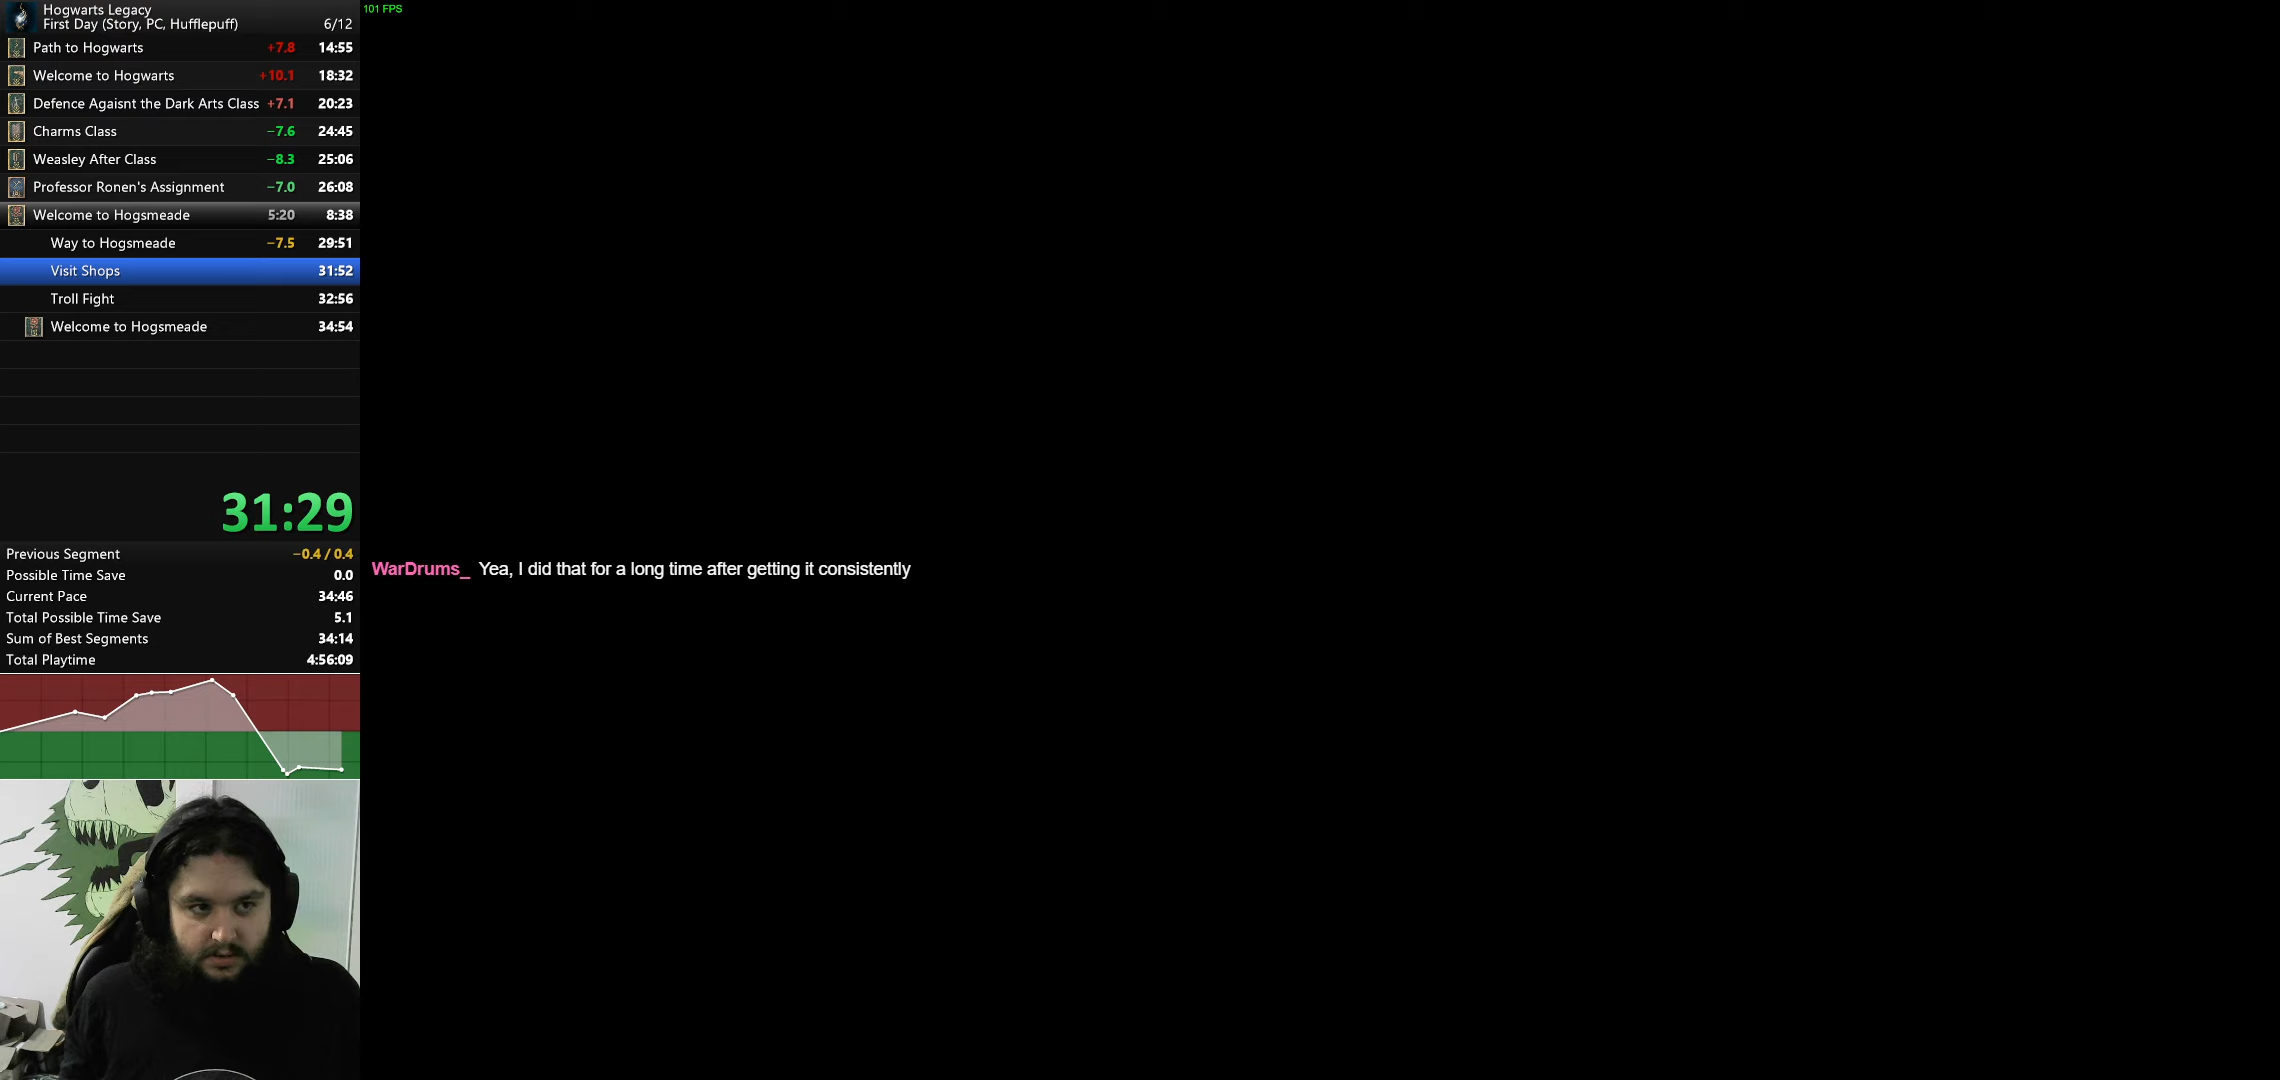 Hogwarts Legacy
First Day (Story, PC, Hufflepuff) 6/12
Path to Hogwarts +7.8 14:55
Welcome to Hogwarts +10.1 18:32
Defence Agaisnt the Dark Arts Class +7.1 20:23
Charms Class −7.6 24:45
Weasley After Class −8.3 25:06
Professor Ronen's Assignment −7.0 26:08
Welcome to Hogsmeade 5:20 8:38
Way to Hogsmeade −7.5 29:51
Visit Shops 31:52
Troll Fight 32:56
Welcome to Hogsmeade 34:54
31:29
Previous Segment −0.4 / 0.4
Possible Time Save 0.0
Current Pace 34:46
Total Possible Time Save 5.1
Sum of Best Segments 34:14
Total Playtime 4:56:09
101 FPS
WarDrums_ Yea, I did that for a long time after getting it consistently